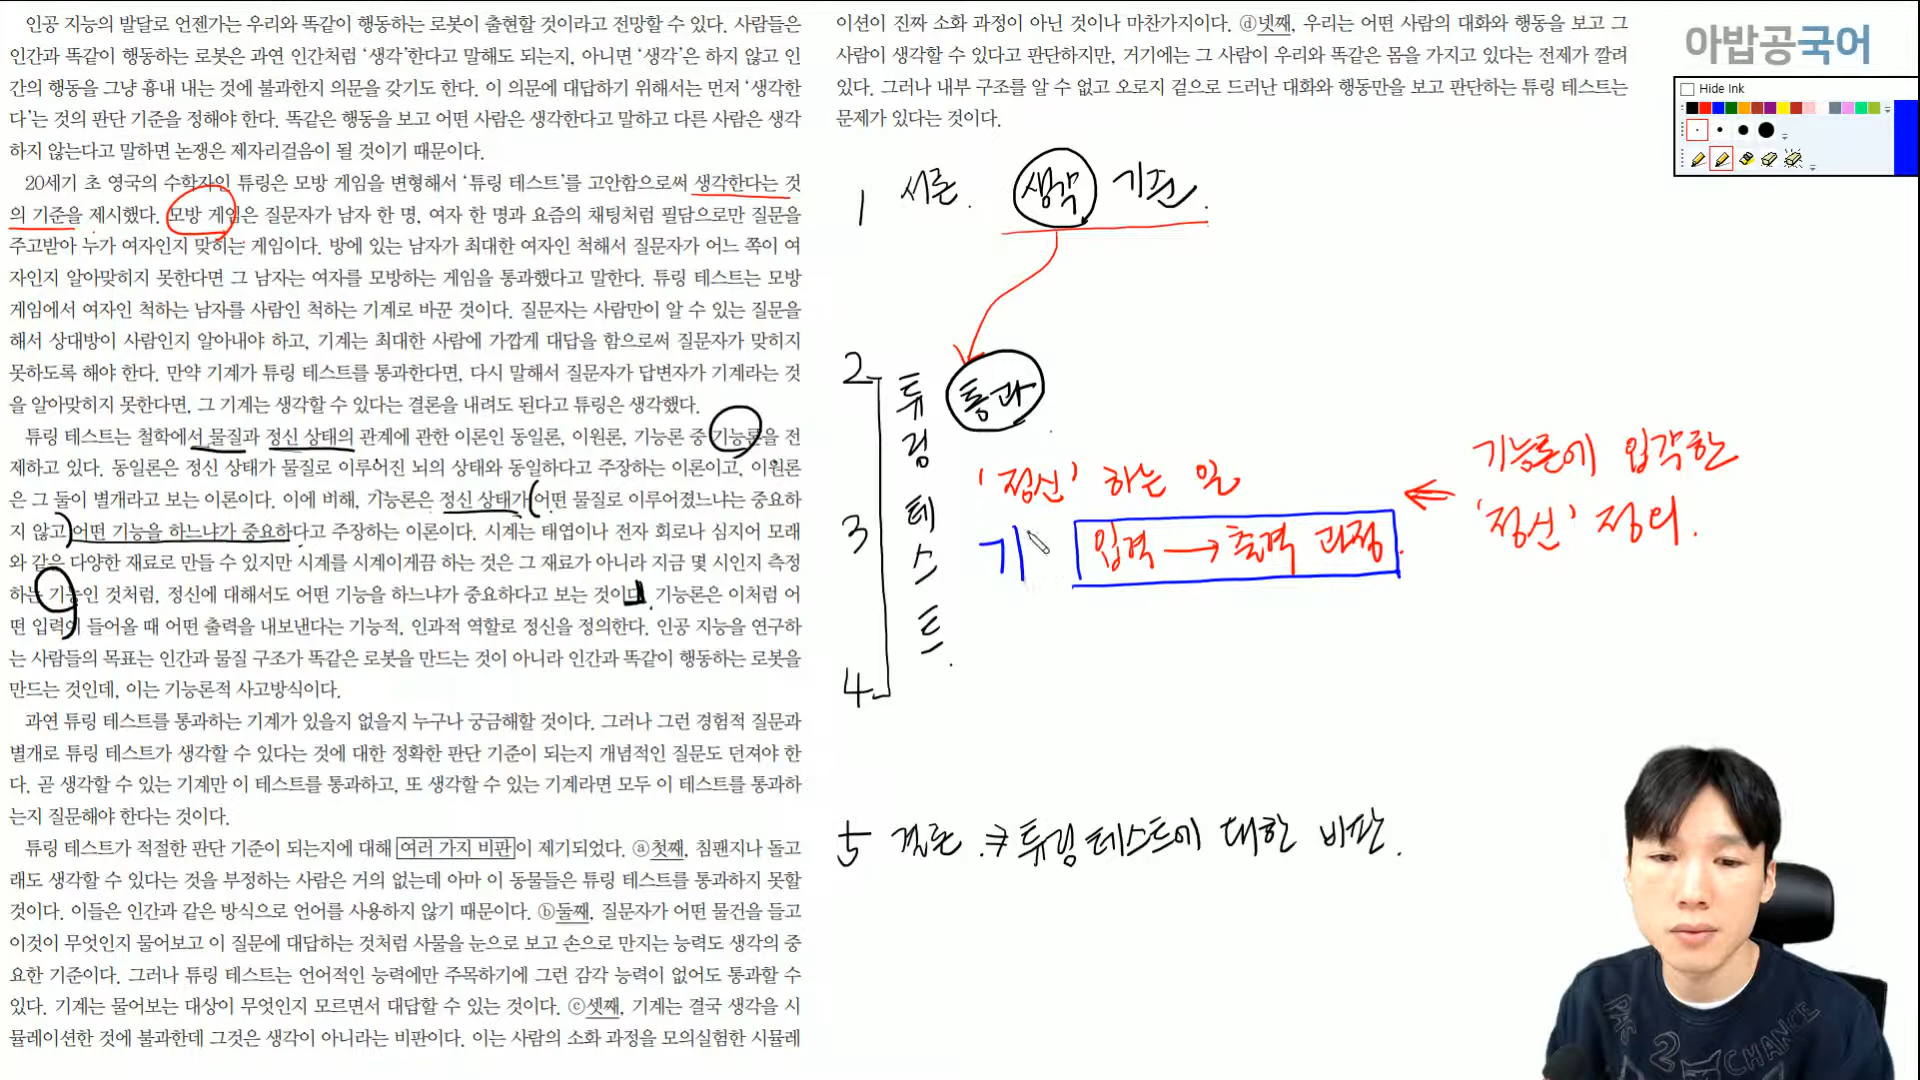 인공 지능의 발달로 언젠가는 우리와 똑같이 행동하는 로봇이 출현할 것이라고 전망할 수 있다. 사람들은
인간과 똑같이 행동하는 로봇은 과연 인간처럼 ‘생각’한다고 말해도 되는지, 아니면 ‘생각’은 하지 않고 인
간의 행동을 그냥 흉내 내는 것에 불과한지 의문을 갖기도 한다. 이 의문에 대답하기 위해서는 먼저 ‘생각한
다’는 것의 판단 기준을 정해야 한다. 똑같은 행동을 보고 어떤 사람은 생각한다고 말하고 다른 사람은 생각
하지 않는다고 말하면 논쟁은 제자리걸음이 될 것이기 때문이다.
20세기 초 영국의 수학자인 튜링은 모방 게임을 변형해서 ‘튜링 테스트’를 고안함으로써 생각한다는 것
의 기준을 제시했다. 모방 게임은 질문자가 남자 한 명, 여자 한 명과 요즘의 채팅처럼 필담으로만 질문을
주고받아 누가 여자인지 맞히는 게임이다. 방에 있는 남자가 최대한 여자인 척해서 질문자가 어느 쪽이 여
자인지 알아맞히지 못한다면 그 남자는 여자를 모방하는 게임을 통과했다고 말한다. 튜링 테스트는 모방
게임에서 여자인 척하는 남자를 사람인 척하는 기계로 바꾼 것이다. 질문자는 사람만이 알 수 있는 질문을
해서 상대방이 사람인지 알아내야 하고, 기계는 최대한 사람에 가깝게 대답을 함으로써 질문자가 맞히지
못하도록 해야 한다. 만약 기계가 튜링 테스트를 통과한다면, 다시 말해서 질문자가 답변자가 기계라는 것
을 알아맞히지 못한다면, 그 기계는 생각할 수 있다는 결론을 내려도 된다고 튜링은 생각했다.
튜링 테스트는 철학에서 물질과 정신 상태의 관계에 관한 이론인 동일론, 이원론, 기능론 중 기능론을 전
제하고 있다. 동일론은 정신 상태가 물질로 이루어진 뇌의 상태와 동일하다고 주장하는 이론이고, 이원론
은 그 둘이 별개라고 보는 이론이다. 이에 비해, 기능론은 정신 상태가 어떤 물질로 이루어졌느냐는 중요하
지 않고 어떤 기능을 하느냐가 중요하다고 주장하는 이론이다. 시계는 태엽이나 전자 회로나 심지어 모래
와 같은 다양한 재료로 만들 수 있지만 시계를 시계이게끔 하는 것은 그 재료가 아니라 지금 몇 시인지 측정
하는 기능인 것처럼, 정신에 대해서도 어떤 기능을 하느냐가 중요하다고 보는 것이다. 기능론은 이처럼 어
떤 입력이 들어올 때 어떤 출력을 내보낸다는 기능적, 인과적 역할로 정신을 정의한다. 인공 지능을 연구하
는 사람들의 목표는 인간과 물질 구조가 똑같은 로봇을 만드는 것이 아니라 인간과 똑같이 행동하는 로봇을
만드는 것인데, 이는 기능론적 사고방식이다.
과연 튜링 테스트를 통과하는 기계가 있을지 없을지 누구나 궁금해할 것이다. 그러나 그런 경험적 질문과
별개로 튜링 테스트가 생각할 수 있다는 것에 대한 정확한 판단 기준이 되는지 개념적인 질문도 던져야 한
다. 곧 생각할 수 있는 기계만 이 테스트를 통과하고, 또 생각할 수 있는 기계라면 모두 이 테스트를 통과하
는지 질문해야 한다는 것이다.
튜링 테스트가 적절한 판단 기준이 되는지에 대해 여러 가지 비판이 제기되었다. ⓐ첫째, 침팬지나 돌고
래도 생각할 수 있다는 것을 부정하는 사람은 거의 없는데 아마 이 동물들은 튜링 테스트를 통과하지 못할
것이다. 이들은 인간과 같은 방식으로 언어를 사용하지 않기 때문이다. ⓑ둘째, 질문자가 어떤 물건을 들고
이것이 무엇인지 물어보고 이 질문에 대답하는 것처럼 사물을 눈으로 보고 손으로 만지는 능력도 생각의 중
요한 기준이다. 그러나 튜링 테스트는 언어적인 능력에만 주목하기에 그런 감각 능력이 없어도 통과할 수
있다. 기계는 물어보는 대상이 무엇인지 모르면서 대답할 수 있는 것이다. ⓒ셋째, 기계는 결국 생각을 시
뮬레이션한 것에 불과한데 그것은 생각이 아니라는 비판이다. 이는 사람의 소화 과정을 모의실험한 시뮬레
이션이 진짜 소화 과정이 아닌 것이나 마찬가지이다. ⓓ넷째, 우리는 어떤 사람의 대화와 행동을 보고 그
사람이 생각할 수 있다고 판단하지만, 거기에는 그 사람이 우리와 똑같은 몸을 가지고 있다는 전제가 깔려
있다. 그러나 내부 구조를 알 수 없고 오로지 겉으로 드러난 대화와 행동만을 보고 판단하는 튜링 테스트는
문제가 있다는 것이다.
1 서론. 생각 기준.
2 튜링 테스트. 통과
'정신' 하는 일
3 기 입력 → 출력 과정.
← 기능론에 입각한
'정신' 정의.
4
5 결론. → 튜링 테스트에 대한 비판.
아밥공국어
Hide Ink
2
CHANCE